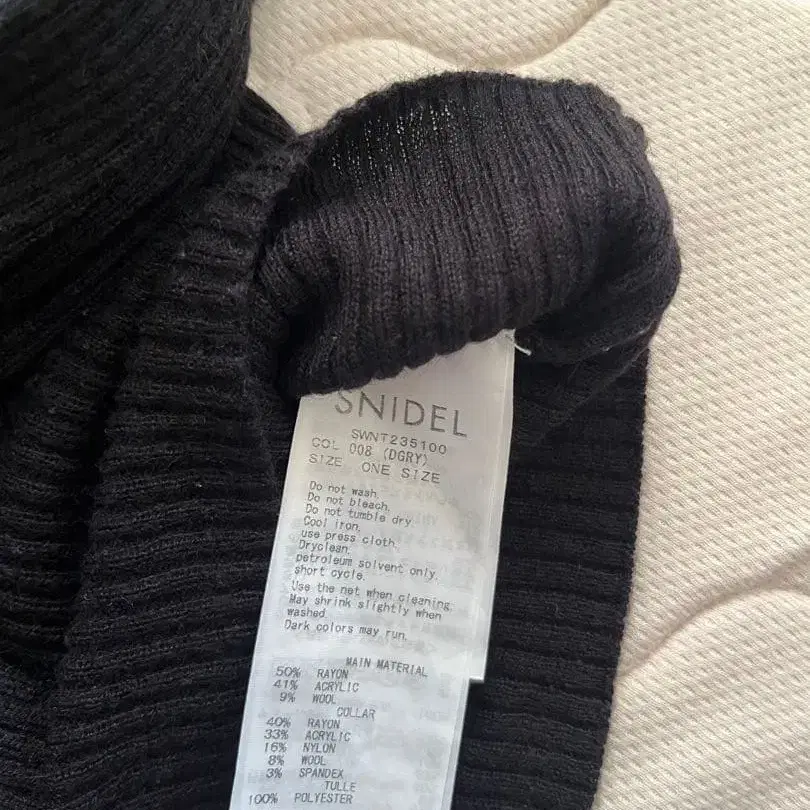 SNIDEL
SWNT235100
COL 008 (DGRY)
SIZE ONE SIZE
Do not wash.
Do not bleach.
Do not tumble dry.
Cool iron.
use press cloth.
Dryclean.
petroleum solvent only.
short cycle.
Use the net when cleaning.
May shrink slightly when
washed.
Dark colors may run.
MAIN MATERIAL
50% RAYON
41% ACRYLIC
9% WOOL
COLLAR
40% RAYON
33% ACRYLIC
16% NYLON
8% WOOL
3% SPANDEX
TULLE
100% POLYESTER